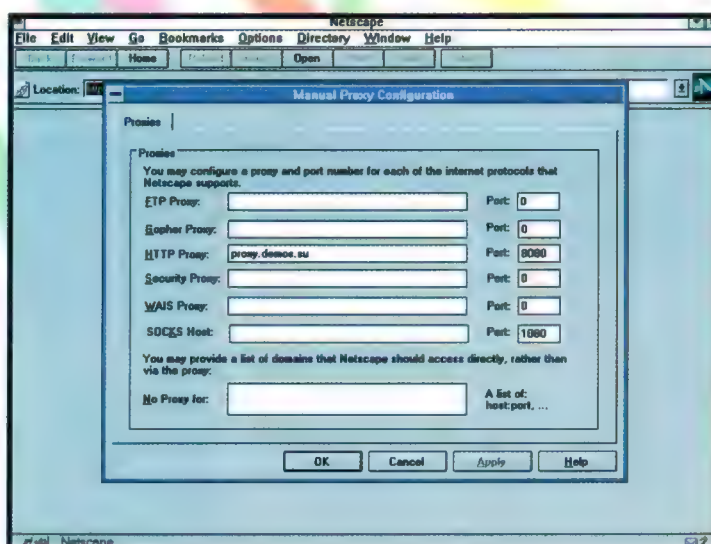 Netscape
File Edit View Go Bookmarks Options Directory Window Help
Home Open
Location:
Manual Proxy Configuration
Proxies
Proxies
You may configure a proxy and port number for each of the internet protocols that
Netscape supports.
FTP Proxy: Port: 0
Gopher Proxy: Port: 0
HTTP Proxy: proxy.demos.su Port: 8080
Security Proxy: Port: 0
WAIS Proxy: Port: 0
SOCKS Host: Port: 1080
You may provide a list of domains that Netscape should access directly, rather than
via the proxy:
No Proxy for: A list of:
host:port, ...
OK Cancel Apply Help
Netscape